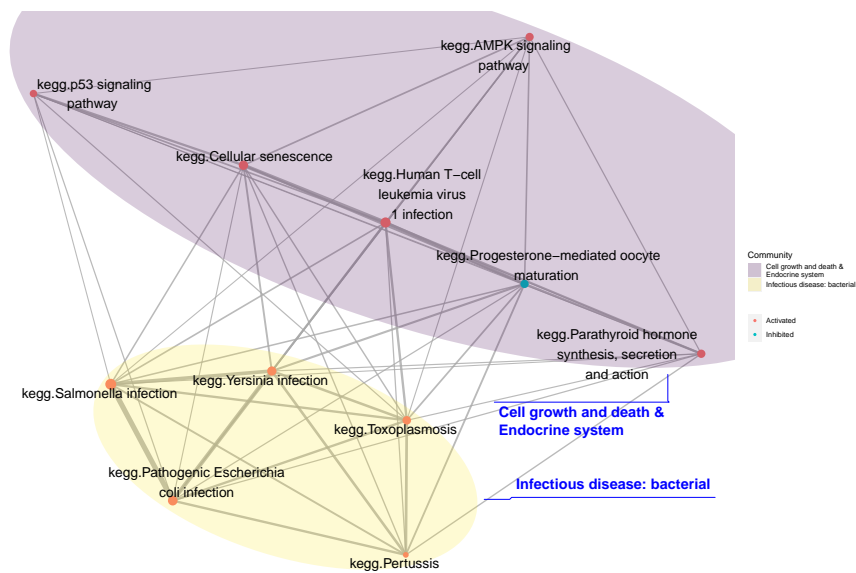 kegg.AMPK signaling
pathway
kegg.p53 signaling
pathway
kegg.Cellular senescence
kegg.Human T−cell
leukemia virus
1 infection
kegg.Progesterone−mediated oocyte
maturation
kegg.Parathyroid hormone
synthesis, secretion
and action
kegg.Yersinia infection
kegg.Salmonella infection
kegg.Toxoplasmosis
kegg.Pathogenic Escherichia
coli infection
kegg.Pertussis
Cell growth and death &
Endocrine system
Infectious disease: bacterial
Community
Cell growth and death &
Endocrine system
Infectious disease: bacterial
Activated
Inhibited